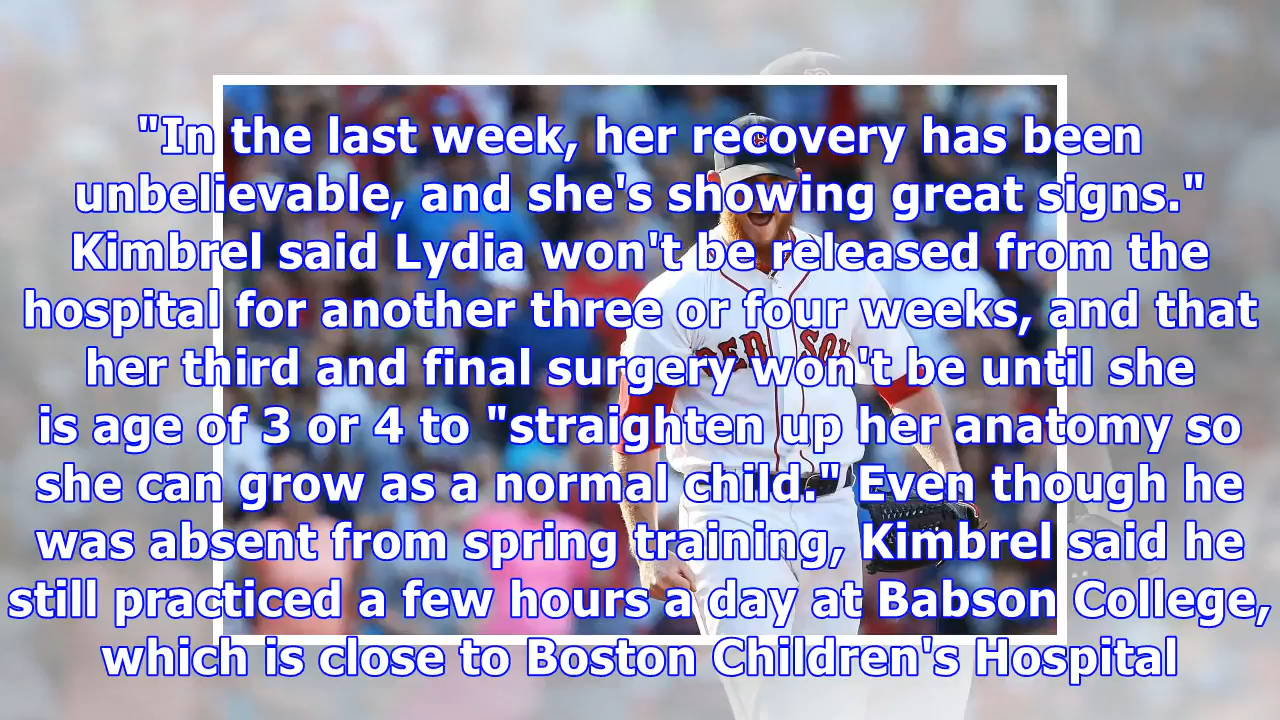 "In the last week, her recovery has been
unbelievable, and she's showing great signs."
Kimbrel said Lydia won't be released from the
hospital for another three or four weeks, and that
her third and final surgery won't be until she
is age of 3 or 4 to "straighten up her anatomy so
she can grow as a normal child." Even though he
was absent from spring training, Kimbrel said he
still practiced a few hours a day at Babson College,
which is close to Boston Children's Hospital
RED SOX